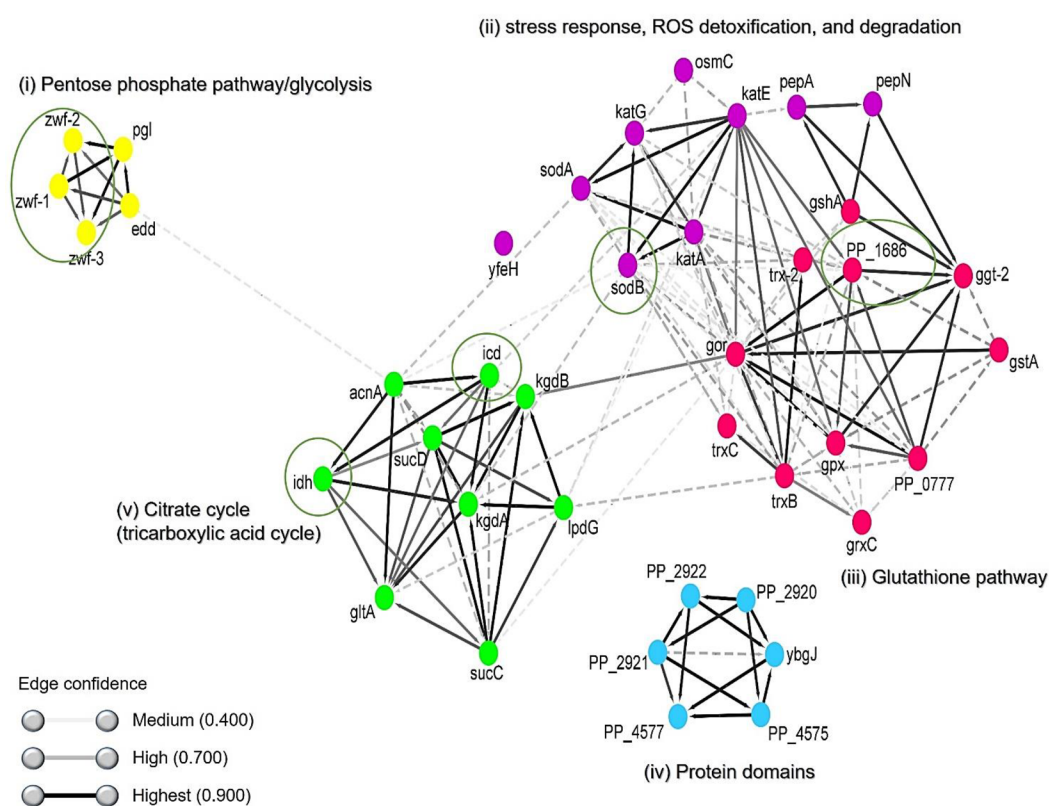 (ii) stress response, ROS detoxification, and degradation
osmC
(i) Pentose phosphate pathway/glycolysis
katE
pepA
pepN
katG
zwf-2
pgl
sodA
zwf-1
gshA
edd
PP_1686
zwf-3
katA
trx-2
yfeH
sodB
ggt-2
gor
icd
gstA
acnA
kgdB
trxC
sucD
gpx
idh
PP_0777
trxB
(v) Citrate cycle
(tricarboxylic acid cycle)
kgdA
lpdG
grxC
(iii) Glutathione pathway
PP_2922
PP_2920
gltA
PP_2921
ybgJ
sucC
Edge confidence
Medium (0.400)
PP_4577
PP_4575
High (0.700)
(iv) Protein domains
Highest (0.900)